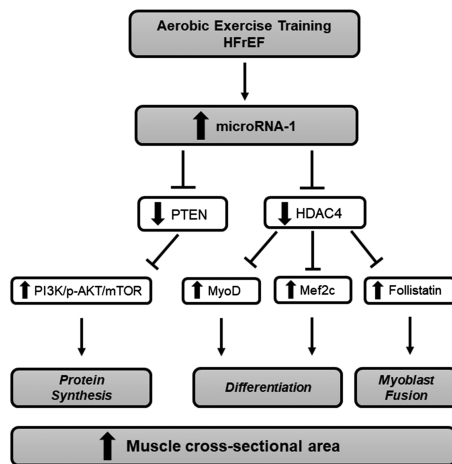 Aerobic Exercise Training
HFrEF
microRNA-1
PTEN
HDAC4
PI3K/p-AKT/mTOR
MyoD
Mef2c
Follistatin
Protein
Synthesis
Differentiation
Myoblast
Fusion
Muscle cross-sectional area